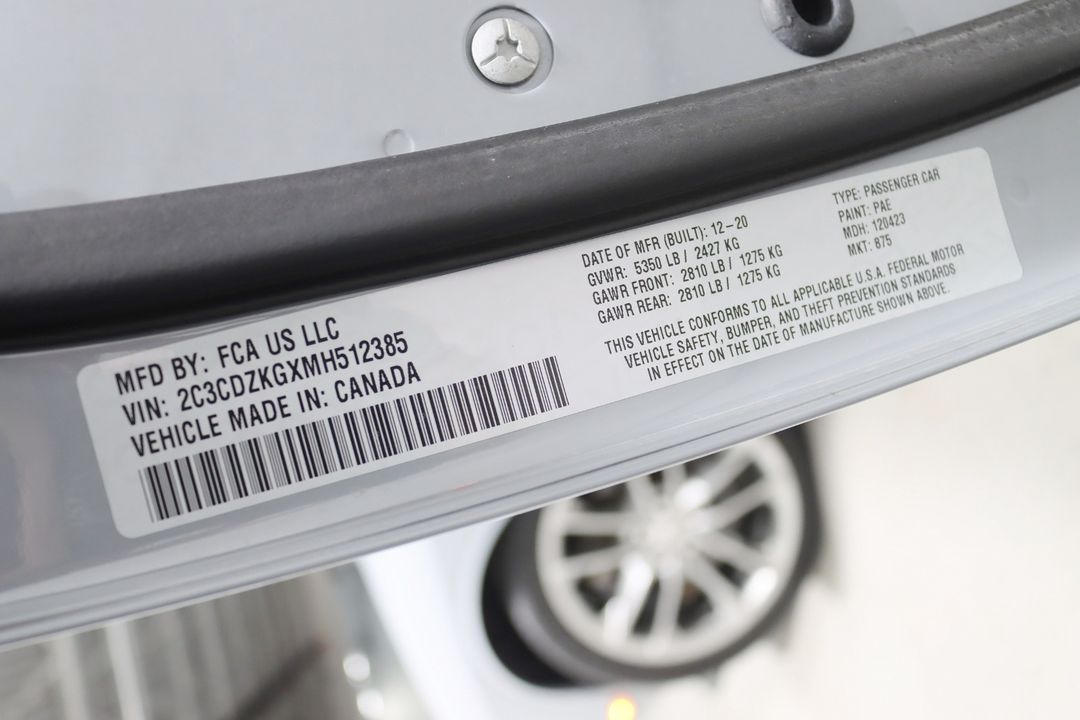 MFD BY: FCA US LLC
VIN: 2C3CDZKGXMH512385
VEHICLE MADE IN: CANADA
DATE OF MFR (BUILT): 12-20
GVWR: 5350 LB / 2427 KG
GAWR FRONT: 2810 LB / 1275 KG
GAWR REAR: 2810 LB / 1275 KG
TYPE: PASSENGER CAR
PAINT: PAE
MDH: 120423
MKT: 875
THIS VEHICLE CONFORMS TO ALL APPLICABLE U.S.A. FEDERAL MOTOR
VEHICLE SAFETY, BUMPER, AND THEFT PREVENTION STANDARDS
IN EFFECT ON THE DATE OF MANUFACTURE SHOWN ABOVE.